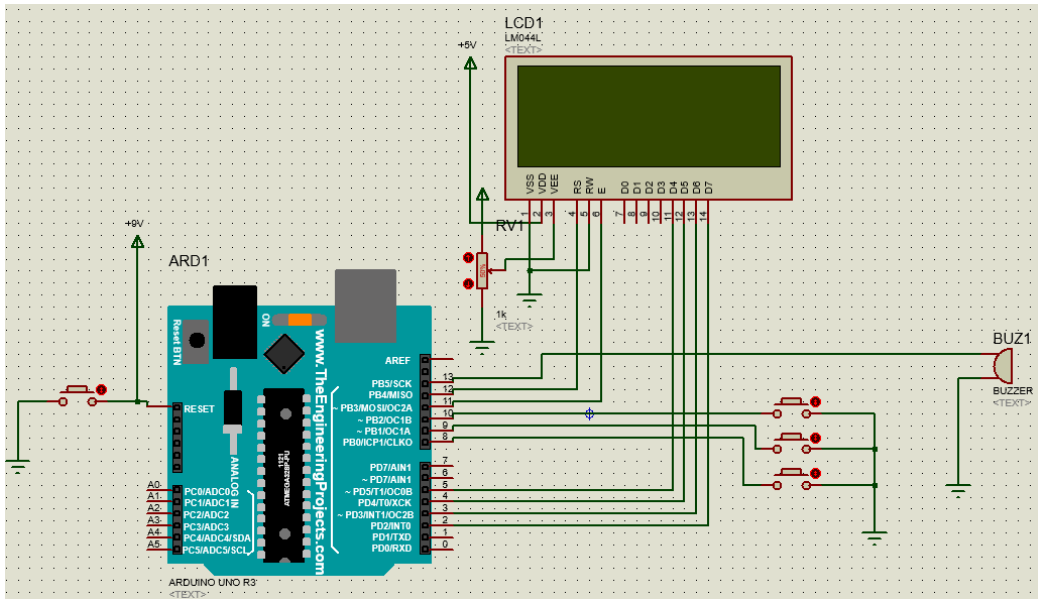 LCD1
LM044L
<TEXT>
+5V
VSS
VDD
VEE
RS
RW
E
D0
D1
D2
D3
D4
D5
D6
D7
1
2
3
4
5
6
7
8
9
10
11
12
13
14
RV1
50%
1k
<TEXT>
+9V
ARD1
Reset BTN
ON
www.TheEngineeringProjects.com
RESET
AREF
PB5/SCK
PB4/MISO
~ PB3/MOSI/OC2A
~ PB2/OC1B
~ PB1/OC1A
PB0/ICP1/CLKO
13
12
11
10
9
8
PD7/AIN1
~ PD7/AIN1
~ PD5/T1/OC0B
PD4/T0/XCK
~ PD3/INT1/OC2B
PD2/INT0
PD1/TXD
PD0/RXD
7
6
5
4
3
2
1
0
A0
A1
A2
A3
A4
A5
PC0/ADC0
PC1/ADC1
PC2/ADC2
PC3/ADC3
PC4/ADC4/SDA
PC5/ADC5/SCL
ANALOG IN
ATMEGA328P-PU
1121
ARDUINO UNO R3
<TEXT>
BUZ1
BUZZER
<TEXT>